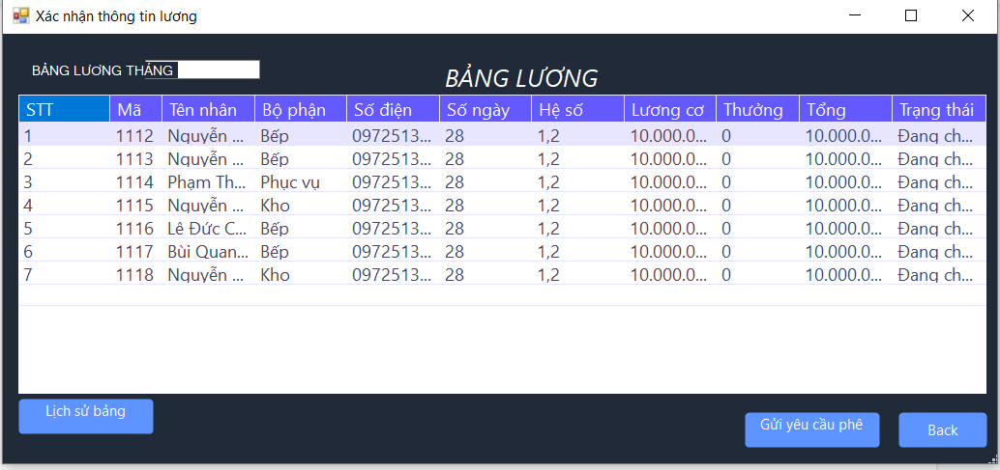 Xác nhận thông tin lương
BẢNG LƯƠNG THÁNG
BẢNG LƯƠNG
STT Mã Tên nhân Bộ phận Số điện Số ngày Hệ số Lương cơ Thưởng Tổng Trạng thái
1 1112 Nguyễn ... Bếp 0972513... 28 1,2 10.000.0... 0 10.000.0... Đang ch...
2 1113 Nguyễn ... Bếp 0972513... 28 1,2 10.000.0... 0 10.000.0... Đang ch...
3 1114 Phạm Th... Phục vụ 0972513... 28 1,2 10.000.0... 0 10.000.0... Đang ch...
4 1115 Nguyễn ... Kho 0972513... 28 1,2 10.000.0... 0 10.000.0... Đang ch...
5 1116 Lê Đức C... Bếp 0972513... 28 1,2 10.000.0... 0 10.000.0... Đang ch...
6 1117 Bùi Quan... Bếp 0972513... 28 1,2 10.000.0... 0 10.000.0... Đang ch...
7 1118 Nguyễn ... Kho 0972513... 28 1,2 10.000.0... 0 10.000.0... Đang ch...
Lịch sử bảng
Gửi yêu cầu phê
Back